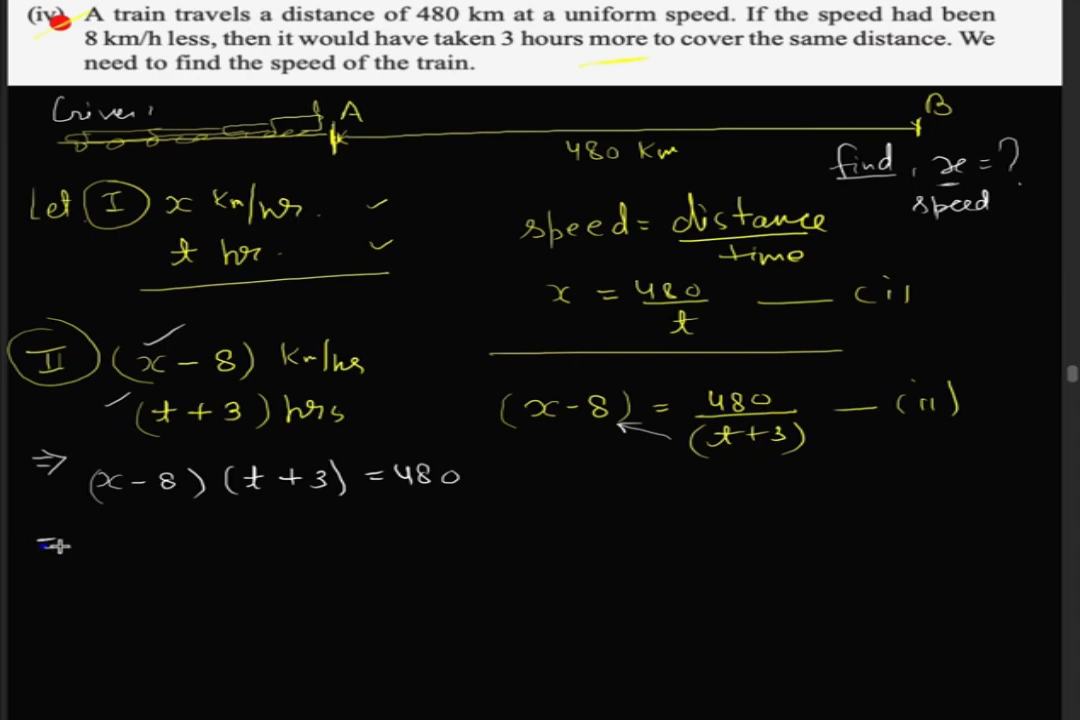 (iv) A train travels a distance of 480 km at a uniform speed. If the speed had been
8 km/h less, then it would have taken 3 hours more to cover the same distance. We
need to find the speed of the train.
Given:
A
B
480 Km
find, x = ?
speed
Let I x Km/hr.
t hr.
speed = distance/time
x = 480/t — (i)
II (x - 8) Km/hr
(t + 3) hrs
(x - 8) = 480/(t+3) — (ii)
⇒ (x - 8) (t + 3) = 480